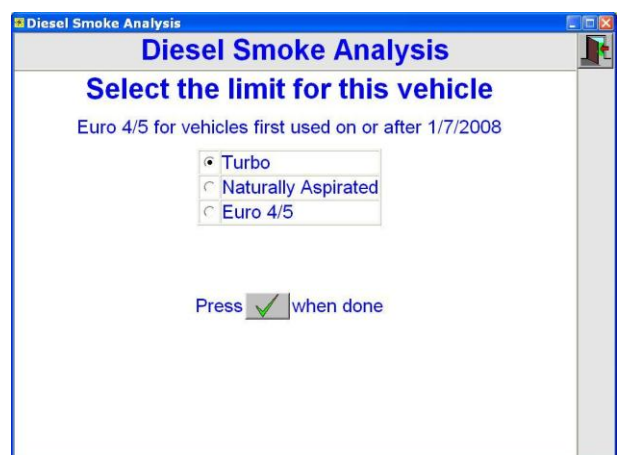 Diesel Smoke Analysis
Diesel Smoke Analysis
Select the limit for this vehicle
Euro 4/5 for vehicles first used on or after 1/7/2008
Turbo
Naturally Aspirated
Euro 4/5
Press when done